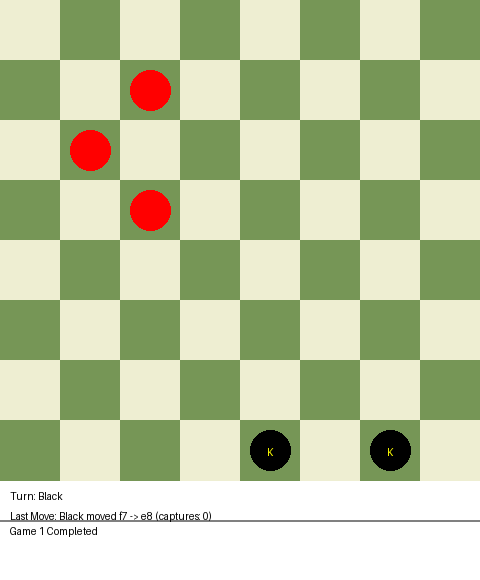 K K
Turn: Black
Last Move: Black moved f7 -> e8 (captures: 0)
Game 1 Completed